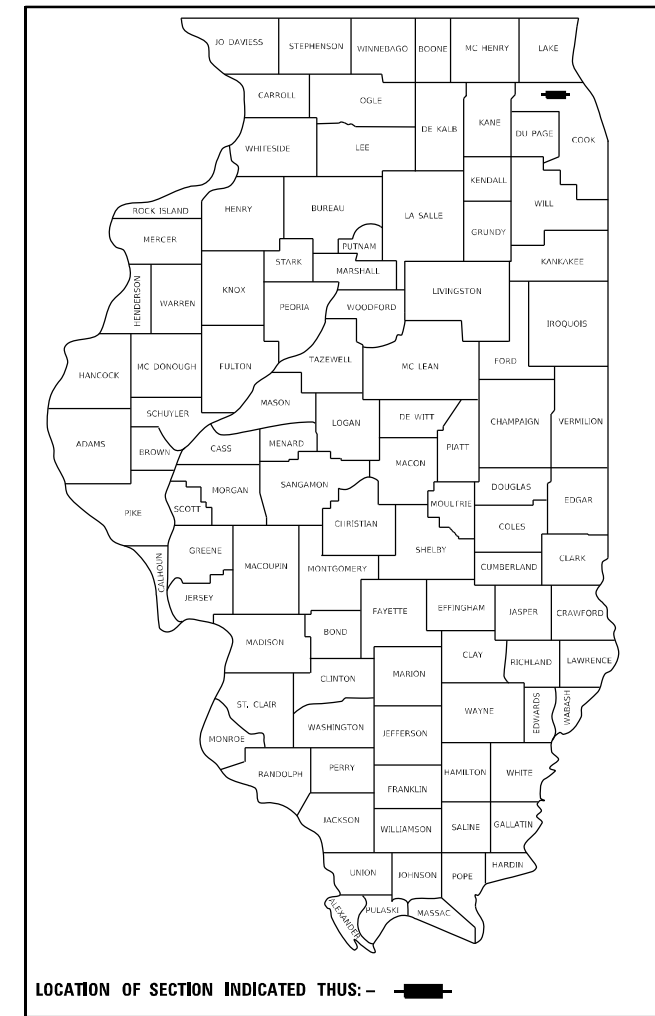 JO DAVIESS
STEPHENSON
WINNEBAGO
BOONE
MC HENRY
LAKE
CARROLL
OGLE
DE KALB
KANE
DU PAGE
COOK
WHITESIDE
LEE
KENDALL
WILL
ROCK ISLAND
HENRY
BUREAU
LA SALLE
GRUNDY
MERCER
PUTNAM
STARK
MARSHALL
KANKAKEE
HENDERSON
WARREN
KNOX
PEORIA
WOODFORD
LIVINGSTON
IROQUOIS
HANCOCK
MC DONOUGH
FULTON
TAZEWELL
MC LEAN
FORD
SCHUYLER
MASON
LOGAN
DE WITT
PIATT
CHAMPAIGN
VERMILION
ADAMS
BROWN
CASS
MENARD
MACON
MORGAN
SANGAMON
DOUGLAS
EDGAR
PIKE
SCOTT
CHRISTIAN
MOULTRIE
COLES
GREENE
MACOUPIN
MONTGOMERY
SHELBY
CUMBERLAND
CLARK
CALHOUN
JERSEY
FAYETTE
EFFINGHAM
JASPER
CRAWFORD
MADISON
BOND
CLAY
RICHLAND
LAWRENCE
CLINTON
MARION
ST. CLAIR
WAYNE
EDWARDS
WABASH
MONROE
WASHINGTON
JEFFERSON
RANDOLPH
PERRY
HAMILTON
WHITE
FRANKLIN
JACKSON
WILLIAMSON
SALINE
GALLATIN
UNION
JOHNSON
POPE
HARDIN
ALEXANDER
PULASKI
MASSAC
LOCATION OF SECTION INDICATED THUS: –